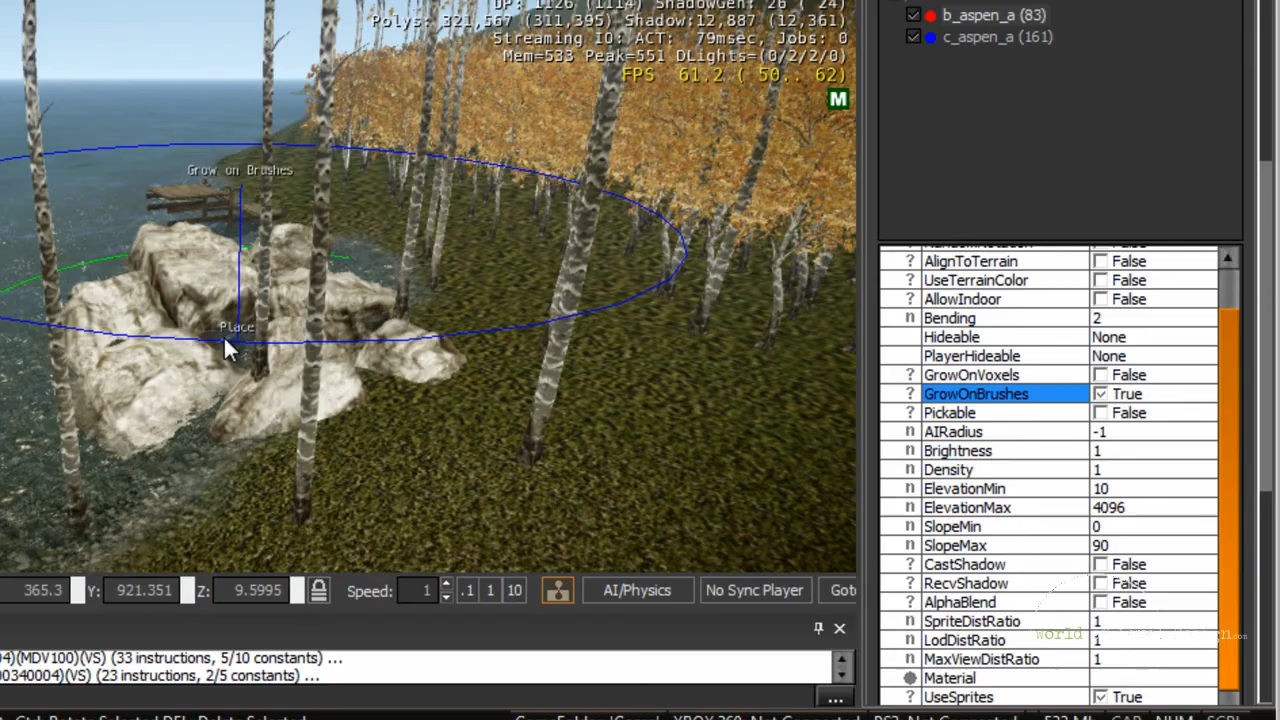 DP: 1126 (1114) ShadowGen: 26 ( 24)
Polys: 321,567 (311,395) Shadow:12,887 (12,361)
Streaming IO: ACT: 79msec, Jobs: 0
Mem=533 Peak=551 DLights=(0/2/2/0)
FPS 61.2 ( 50.. 62)
M
Grow on Brushes
Place
b_aspen_a (83)
c_aspen_a (161)
? AlignToTerrain False
? UseTerrainColor False
? AllowIndoor False
n Bending 2
Hideable None
PlayerHideable None
? GrowOnVoxels False
? GrowOnBrushes True
? Pickable False
n AIRadius -1
n Brightness 1
n Density 1
n ElevationMin 10
n ElevationMax 4096
n SlopeMin 0
n SlopeMax 90
? CastShadow False
? RecvShadow False
? AlphaBlend False
n SpriteDistRatio 1
n LodDistRatio 1
n MaxViewDistRatio 1
Material
? UseSprites True
world
365.3 Y: 921.351 Z: 9.5995 Speed: 1 .1 1 10 AI/Physics No Sync Player Goto
4)(MDV100)(VS) (33 instructions, 5/10 constants) ...
00340004)(VS) (23 instructions, 2/5 constants) ...
...